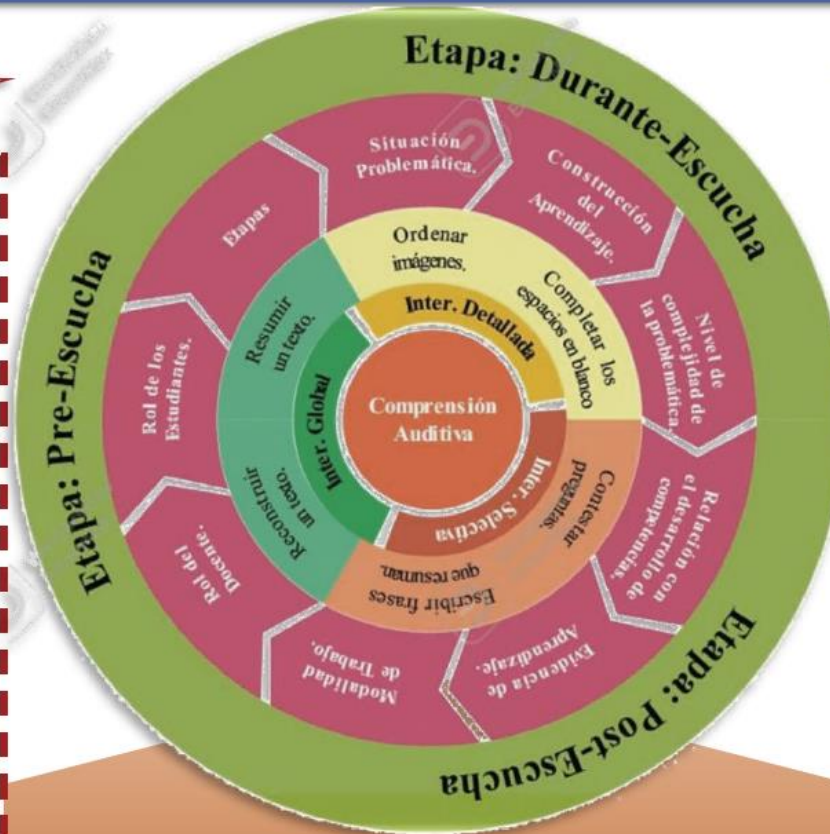 Etapa: Pre-Escucha
Etapa: Durante-Escucha
Etapa: Post-Escucha
Situación
Problemática.
Construcción
del
Aprendizaje.
Nivel de
complejidad de
la problemática.
Relación con
el desarrollo de
competencias.
Evidencia de
Aprendizaje.
Modalidad
de Trabajo.
Rol del
Docente.
Rol de los
Estudiantes.
Etapas
Ordenar
imágenes.
Completar los
espacios en blanco
Contestar
preguntas.
Escribir frases
que resuman.
Reconstruir
un texto.
Resumir
un texto.
Inter. Detallada
Inter. Selectiva
Inter. Global
Comprensión
Auditiva